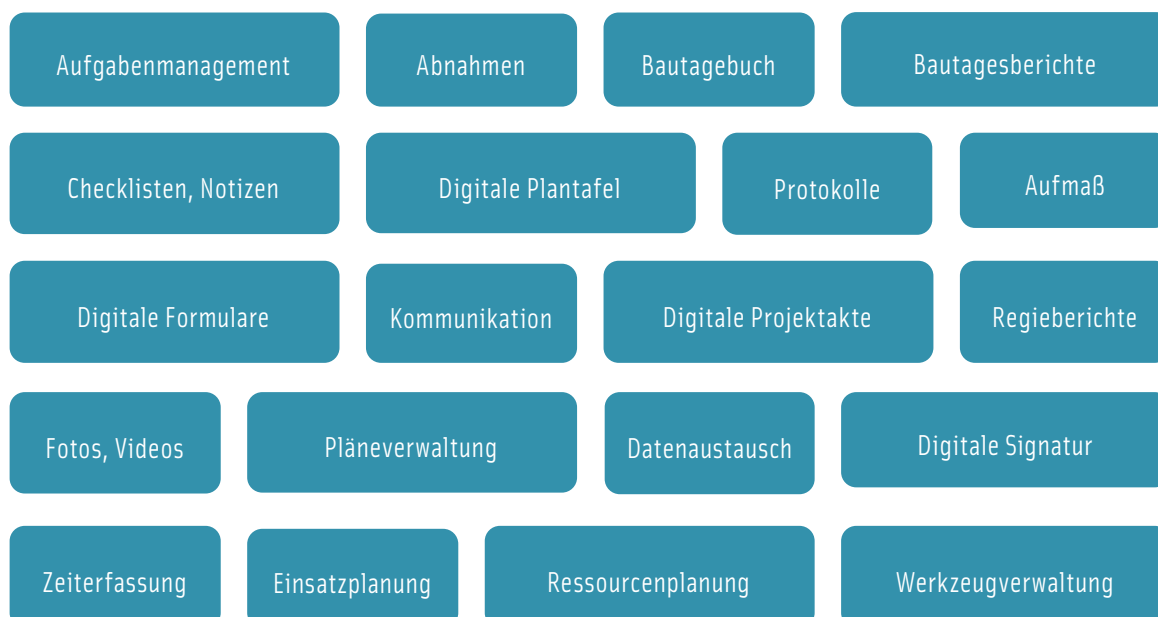 Aufgabenmanagement
Abnahmen
Bautagebuch
Bautagesberichte
Checklisten, Notizen
Digitale Plantafel
Protokolle
Aufmaß
Digitale Formulare
Kommunikation
Digitale Projektakte
Regieberichte
Fotos, Videos
Pläneverwaltung
Datenaustausch
Digitale Signatur
Zeiterfassung
Einsatzplanung
Ressourcenplanung
Werkzeugverwaltung